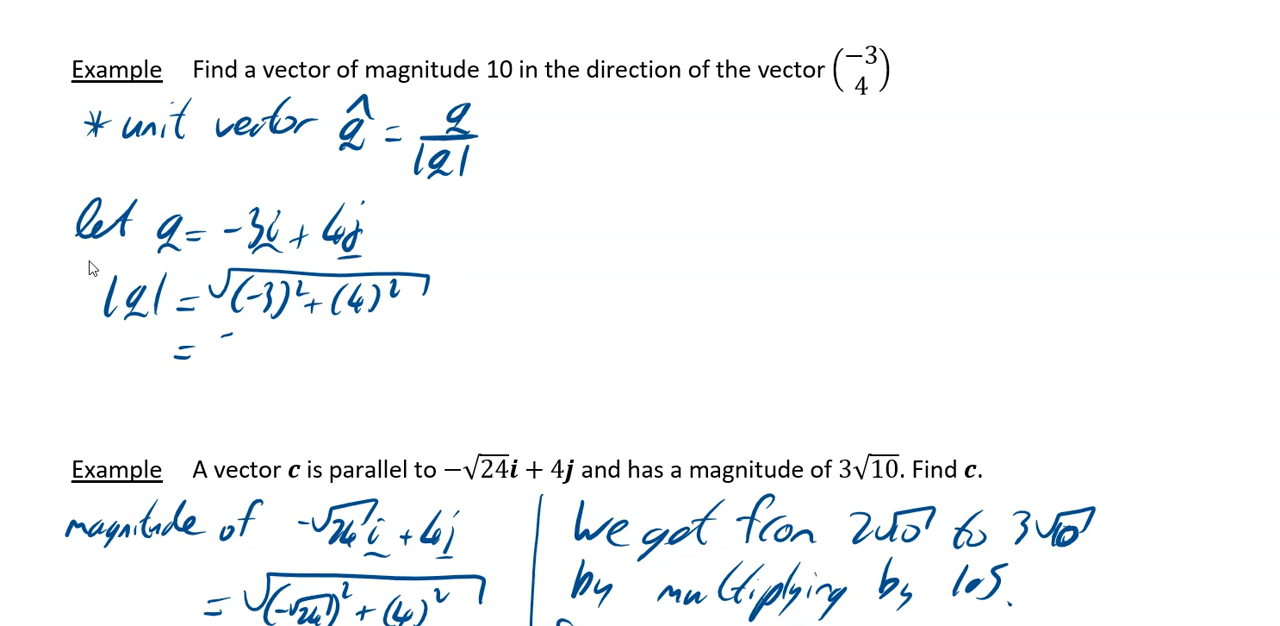 Example Find a vector of magnitude 10 in the direction of the vector (−3 4)
* unit vector â = a / |a|
let a = -3i + 4j
|a| = √((-3)² + (4)²)
= -
Example A vector c is parallel to −√24i + 4j and has a magnitude of 3√10. Find c.
magnitude of -√24 i + 4j
= √((-√24)² + (4)²
We get from 2√10 to 3√10
by multiplying by 1.5.